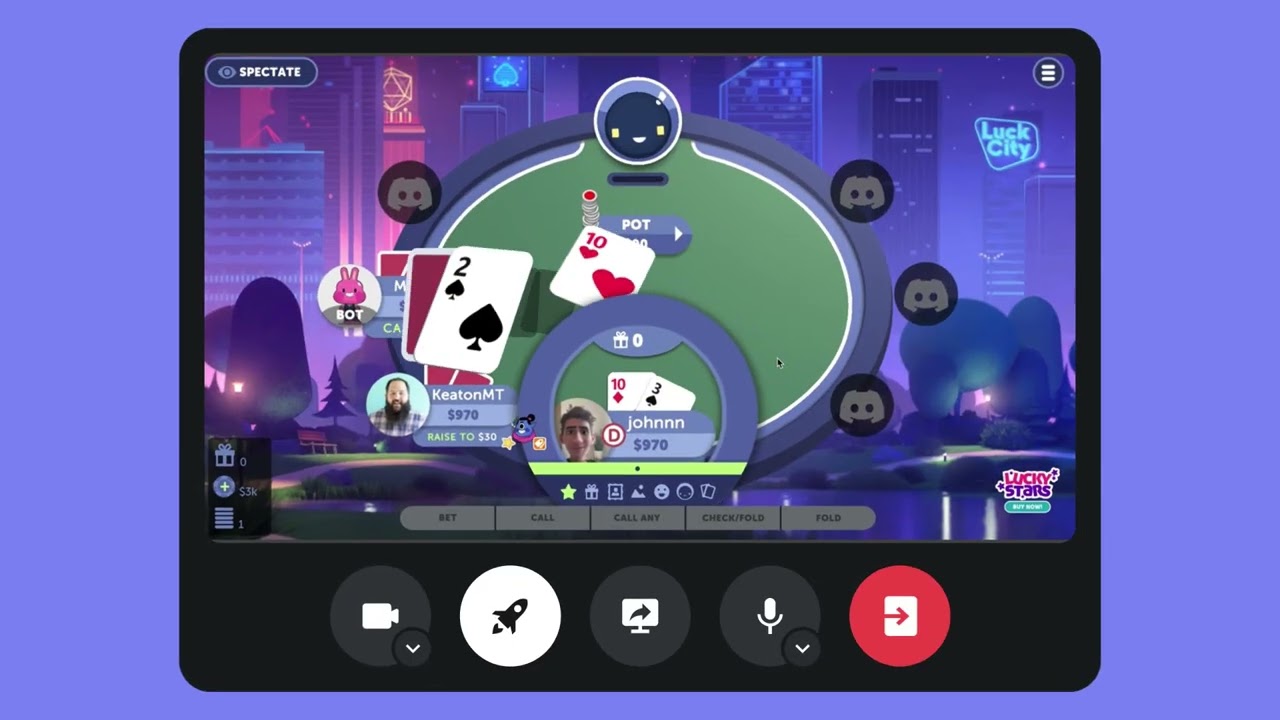 SPECTATE
Luck
City
POT
10
2
BOT
0
10
3
KeatonMT
$970
RAISE TO $30
johnnn
D
$970
0
$3k
1
LUCKY
STARS
BUY NOW!
BET
CALL
CALL ANY
CHECK/FOLD
FOLD